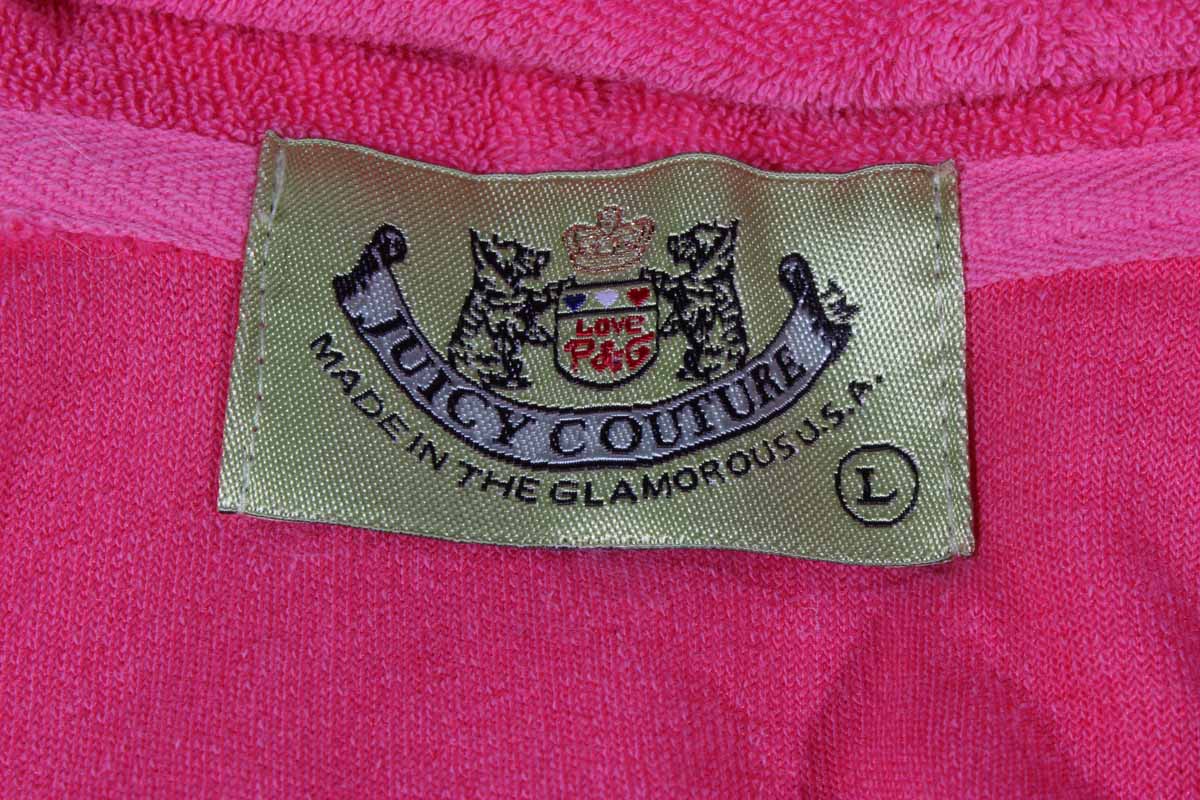 LOVE
P&G
JUICY COUTURE
MADE IN THE GLAMOROUS U.S.A.
L